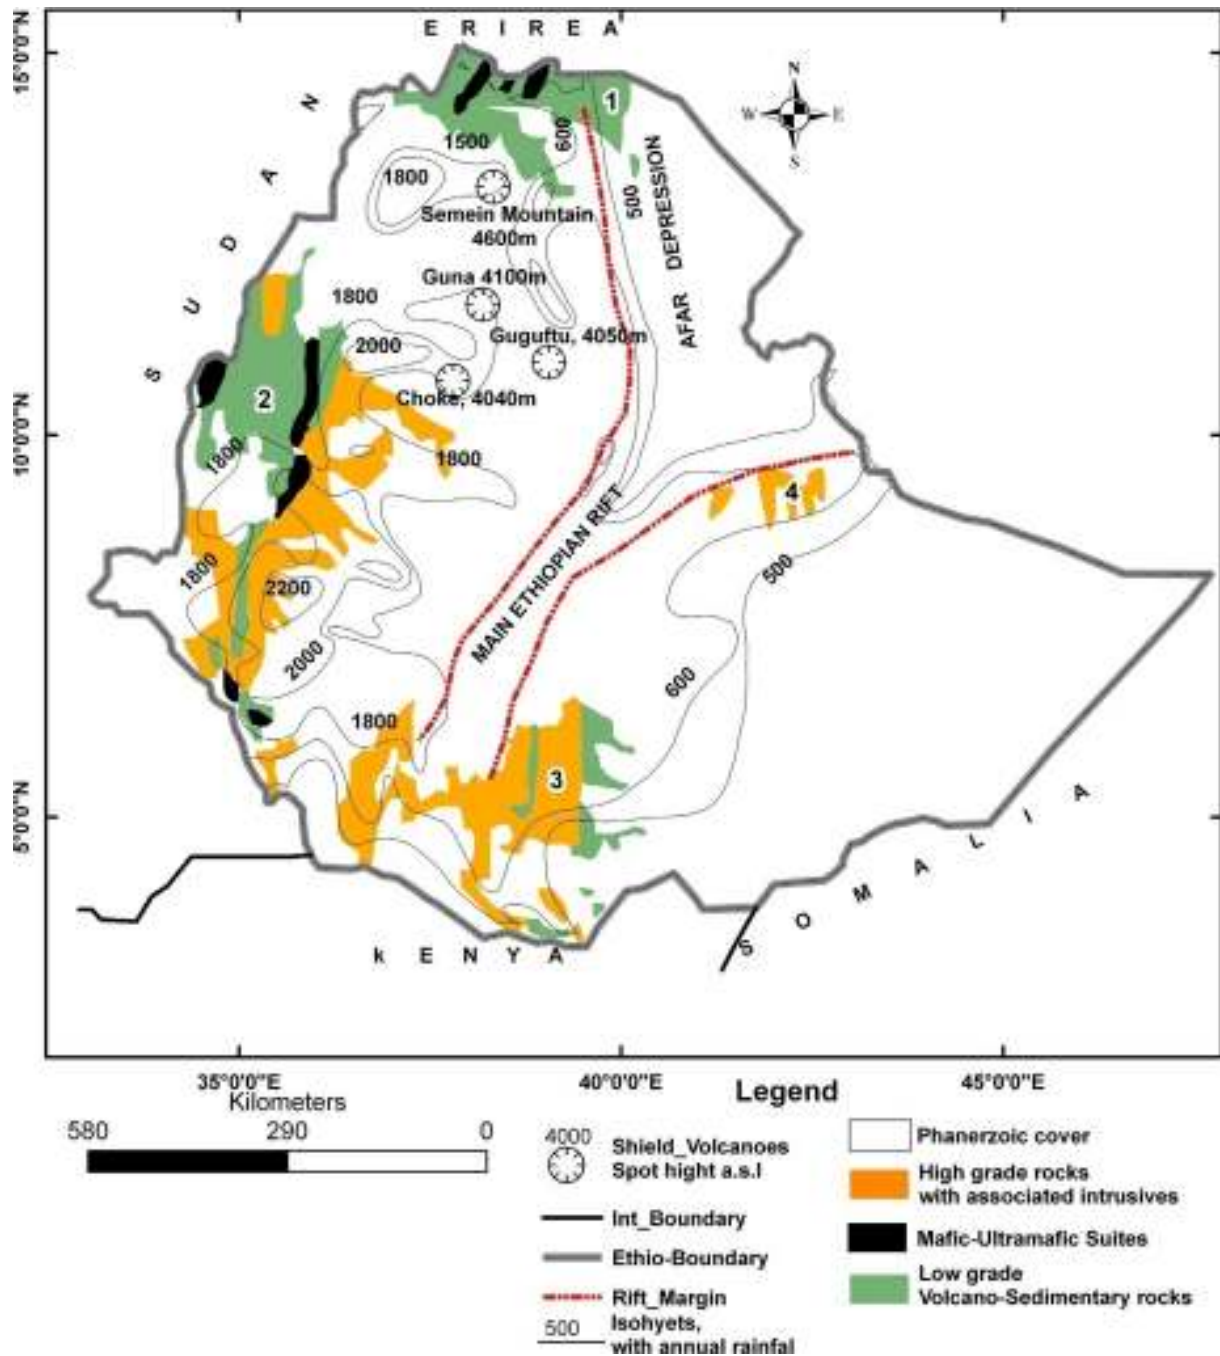 E R I R E A
15°0'0"N
N
W E
S
1
1500
600
1800
500
Semein Mountain
4600m
AFAR DEPRESSION
S U D A N
Guna 4100m
1800
Guguftu, 4050m
2000
Choke, 4040m
2
10°0'0"N
1800
1800
4
MAIN ETHIOPIAN RIFT
500
1800
2200
2000
600
1800
3
5°0'0"N
S O M A L I A
k E N Y A
35°0'0"E
40°0'0"E
45°0'0"E
Kilometers
580 290 0
Legend
4000
Shield_Volcanoes
Spot hight a.s.l
Int_Boundary
Ethio-Boundary
Rift_Margin
500
Isohyets,
with annual rainfal
Phanerzoic cover
High grade rocks
with associated intrusives
Mafic-Ultramafic Suites
Low grade
Volcano-Sedimentary rocks